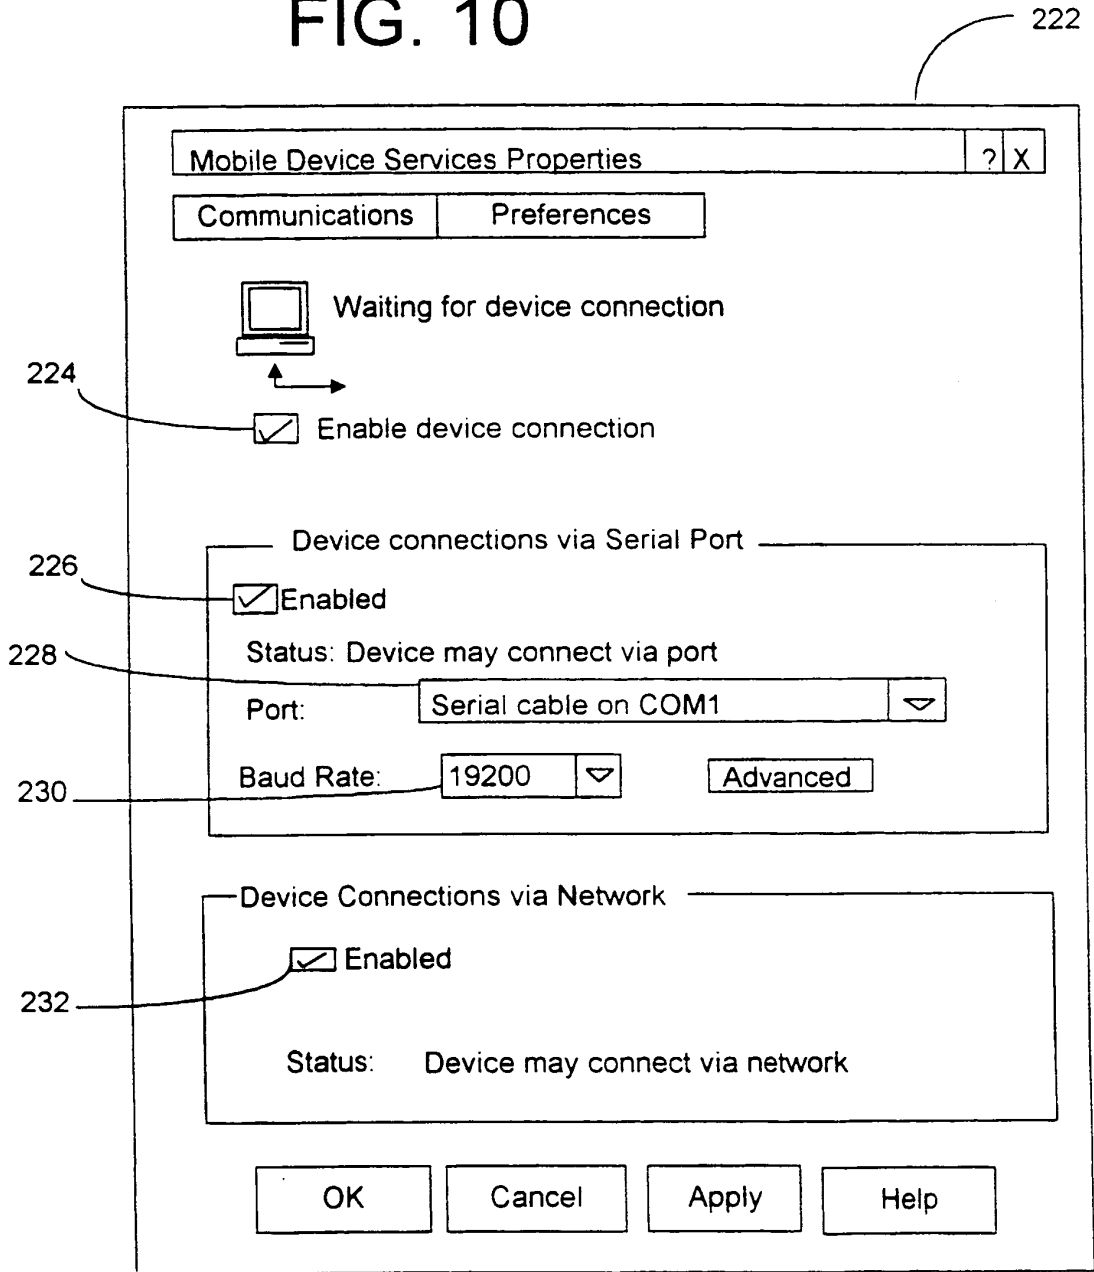 FIG. 10
222
Mobile Device Services Properties ? X
Communications Preferences
Waiting for device connection
224
Enable device connection
Device connections via Serial Port
226
Enabled
Status: Device may connect via port
228
Port: Serial cable on COM1
Baud Rate: 19200 Advanced
230
Device Connections via Network
Enabled
232
Status: Device may connect via network
OK Cancel Apply Help